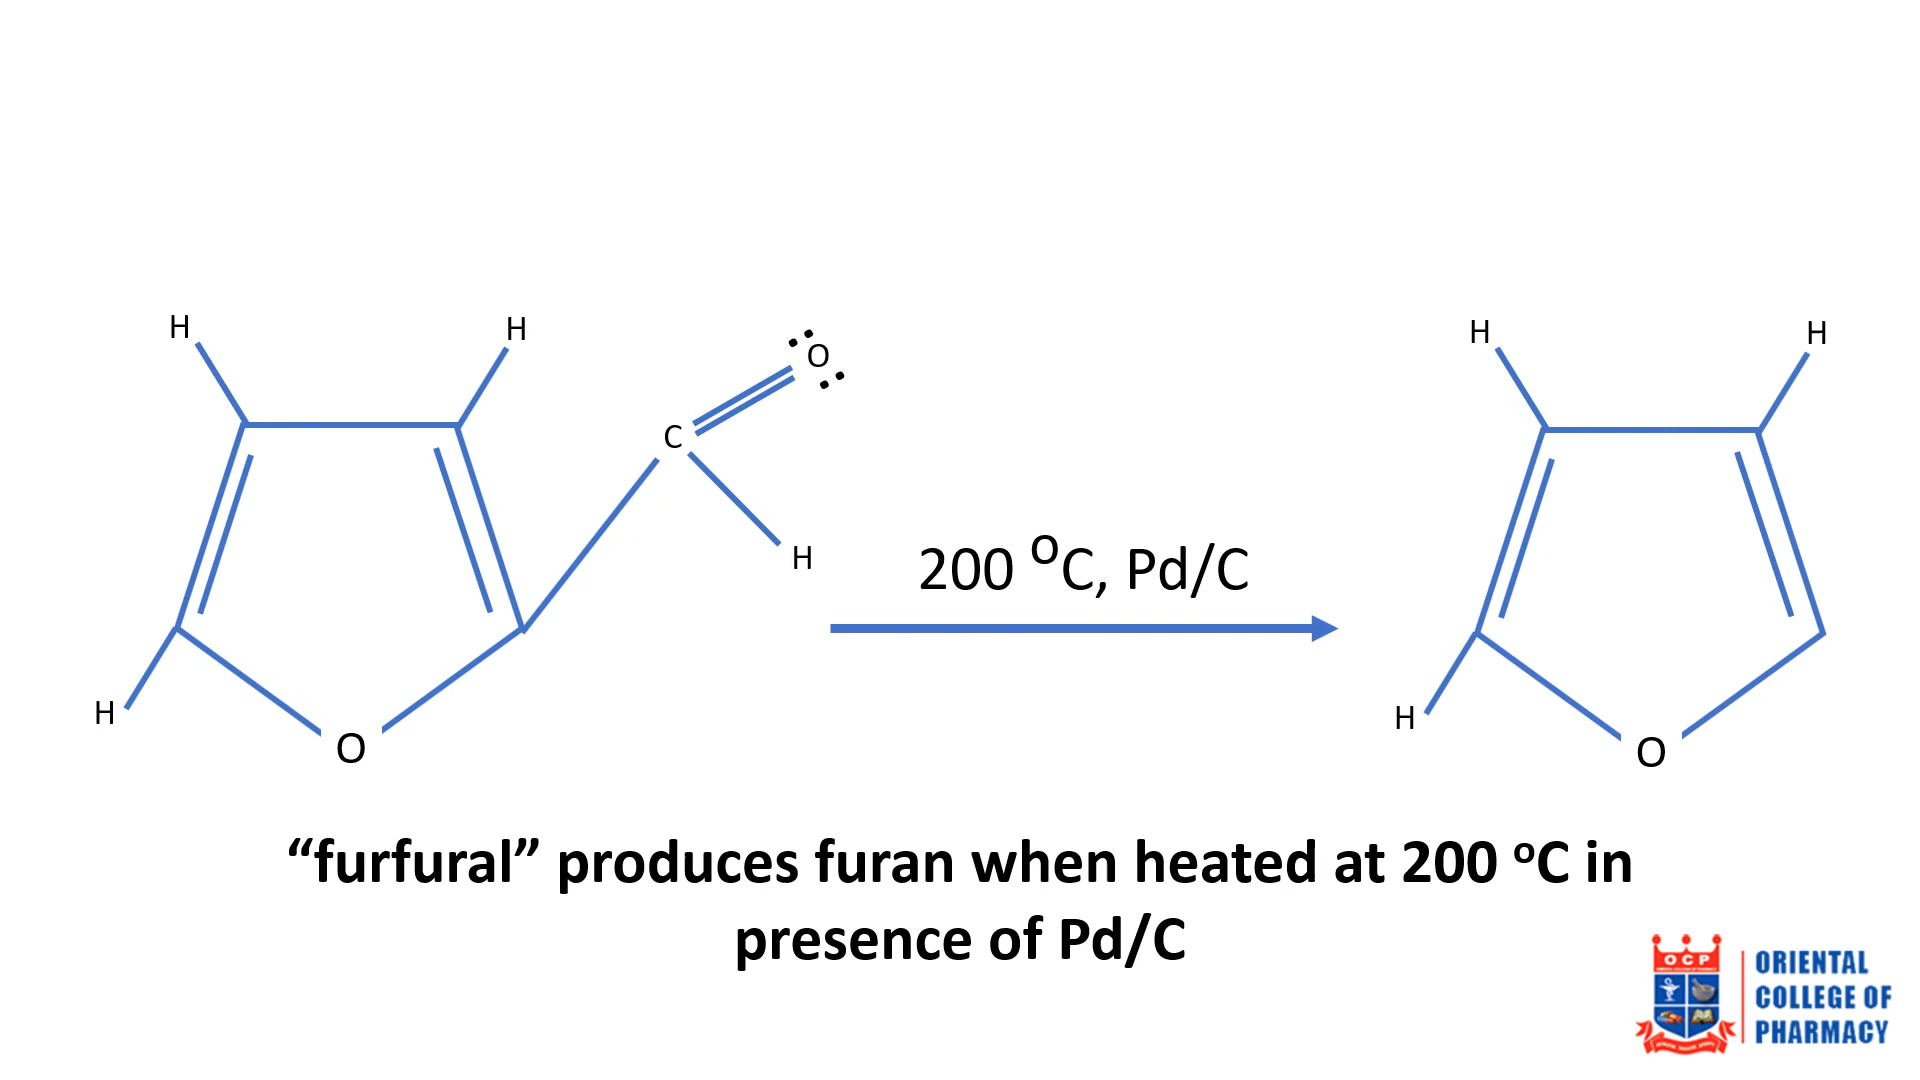 H
H
O
C
H
H
O
200 ᴼC, Pd/C
H
H
H
O
“furfural” produces furan when heated at 200 ᵒC in
presence of Pd/C
OCP
ORIENTAL
COLLEGE OF
PHARMACY